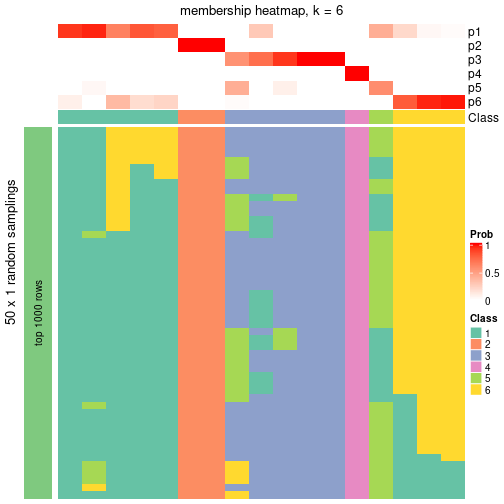 membership heatmap, k = 6
p1
p2
p3
p4
p5
p6
Class
50 x 1 random samplings
top 1000 rows
Prob
1
0.5
0
Class
1
2
3
4
5
6